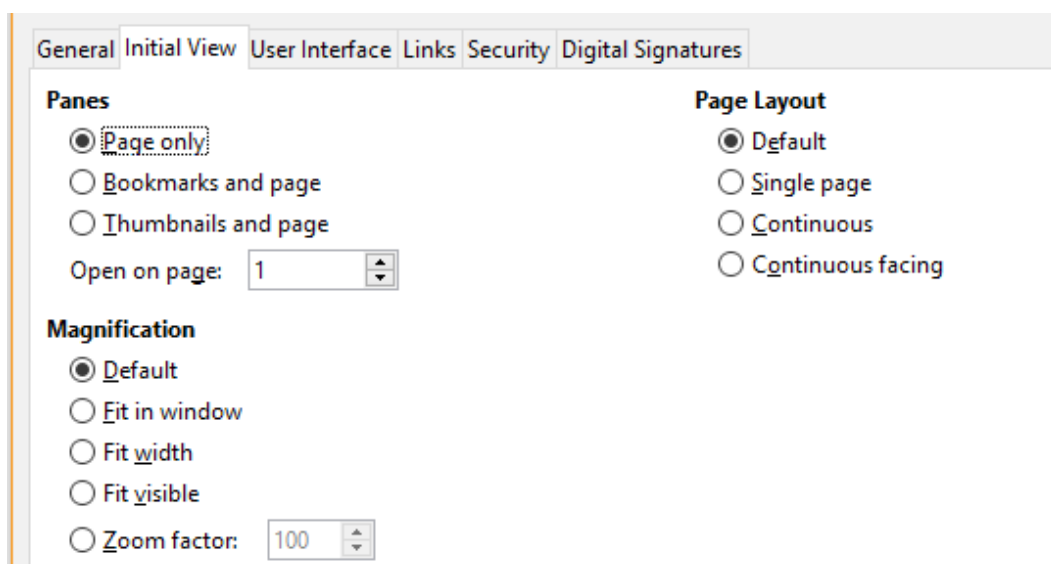 General Initial View User Interface Links Security Digital Signatures
Panes
Page only
Bookmarks and page
Thumbnails and page
Open on page: 1
Magnification
Default
Fit in window
Fit width
Fit visible
Zoom factor: 100
Page Layout
Default
Single page
Continuous
Continuous facing